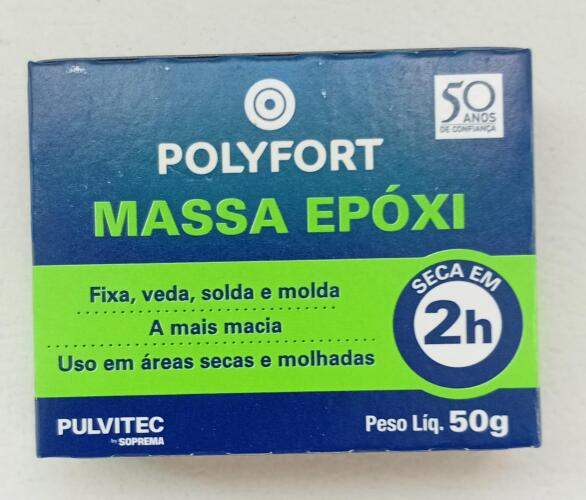 50
ANOS
DE CONFIANÇA
POLYFORT
MASSA EPÓXI
Fixa, veda, solda e molda
A mais macia
Uso em áreas secas e molhadas
SECA EM
2h
PULVITEC
by SOPREMA
Peso Líq. 50g